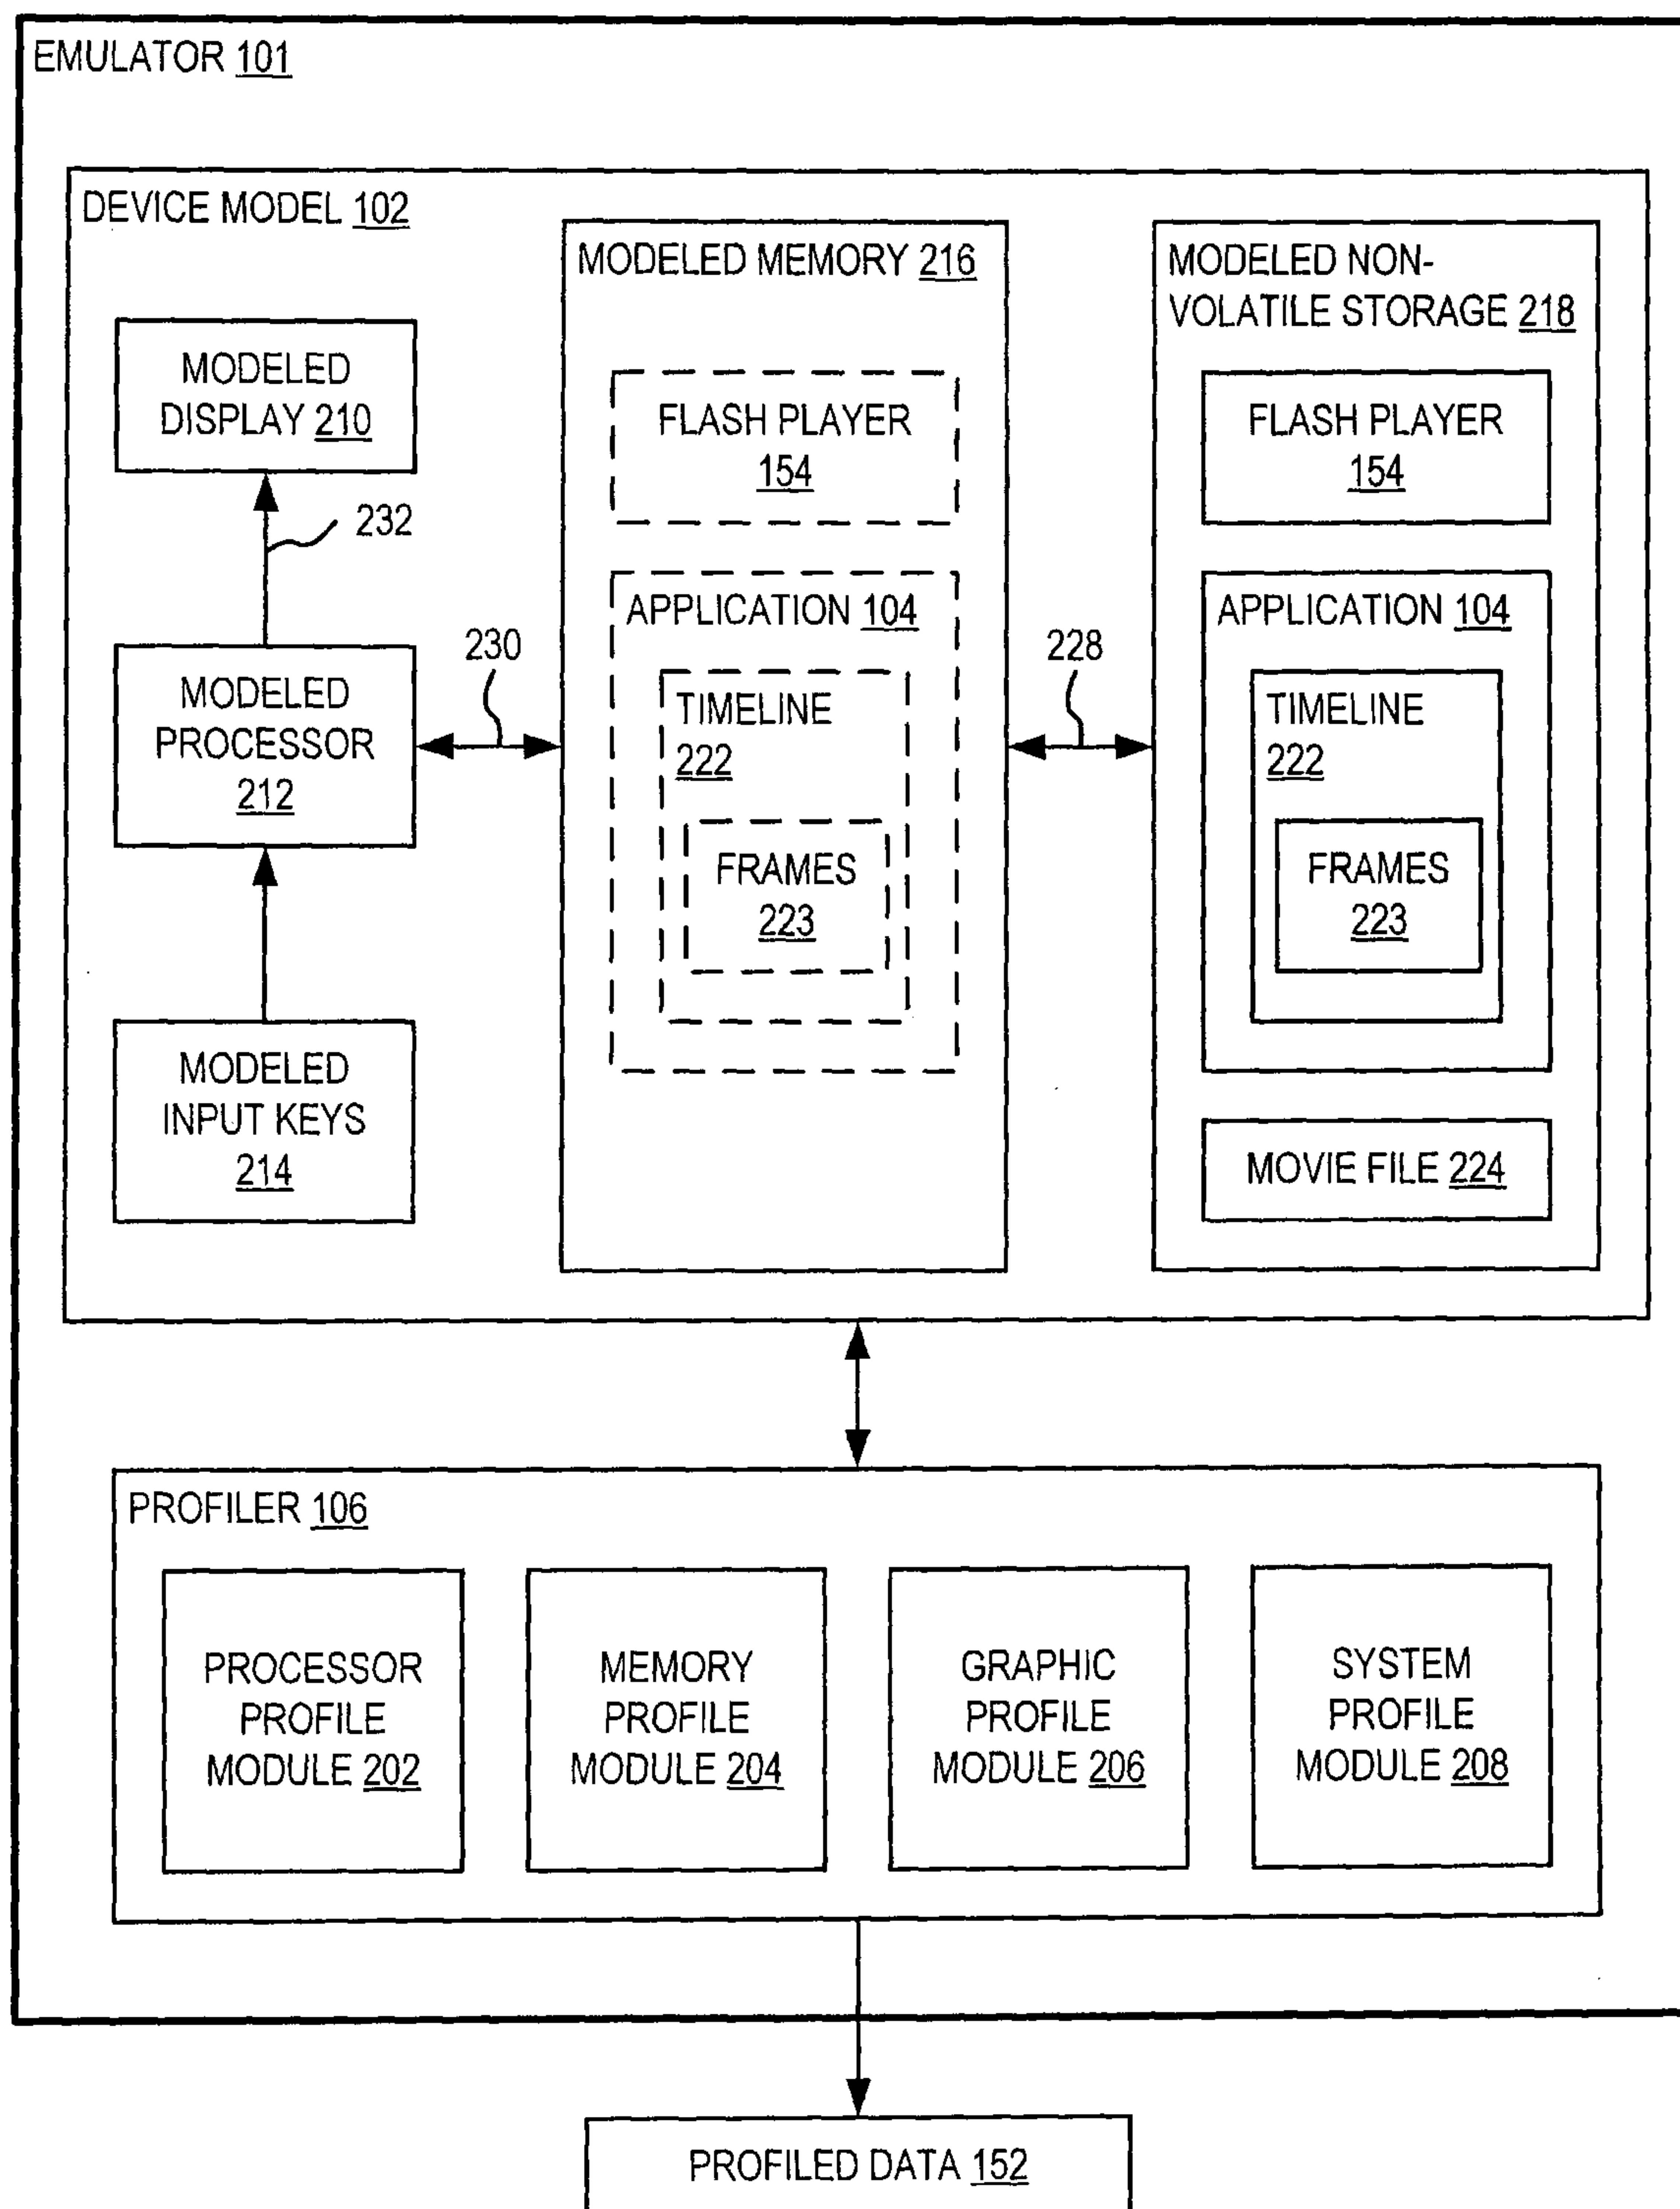 EMULATOR 101
DEVICE MODEL 102
MODELED
DISPLAY 210
232
MODELED
PROCESSOR
212
230
MODELED
INPUT KEYS
214
MODELED MEMORY 216
FLASH PLAYER
154
APPLICATION 104
TIMELINE
222
FRAMES
223
228
MODELED NON-
VOLATILE STORAGE 218
FLASH PLAYER
154
APPLICATION 104
TIMELINE
222
FRAMES
223
MOVIE FILE 224
PROFILER 106
PROCESSOR
PROFILE
MODULE 202
MEMORY
PROFILE
MODULE 204
GRAPHIC
PROFILE
MODULE 206
SYSTEM
PROFILE
MODULE 208
PROFILED DATA 152